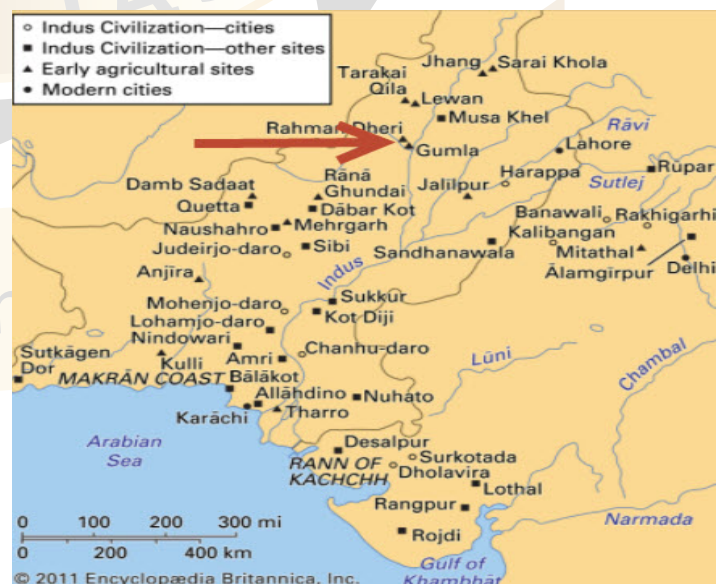 Indus Civilization—cities
Indus Civilization—other sites
Early agricultural sites
Modern cities
Jhang
Sarai Khola
Tarakai
Qila
Lewan
Musa Khel
Rahman Dheri
Gumla
Lahore
Rāvi
Rānā
Ghundai
Damb Sadaat
Jalilpur
Harappa
Sutlej
Rūpar
Quetta
Dābar Kot
Banawali
Rakhigarhi
Naushahro
Mehrgarh
Kalibangan
Judeirjo-daro
Sibi
Sandhanawala
Mitathal
Ālamgīrpur
Delhi
Anjīra
Indus
Mohenjo-daro
Sukkur
Lohamjo-daro
Kot Diji
Nindowari
Sutkāgen
Dor
Kulli
Amri
Chanhu-daro
Lūni
Chambal
MAKRĀN COAST
Bālākot
Allāhdino
Nuhato
Karāchi
Tharro
Arabian
Sea
Desalpur
RANN OF
KACHCHH
Surkotada
Dholavira
Lothal
Rangpur
Narmada
Rojdi
0 100 200 300 mi
0 200 400 km
Gulf of
Khambhāt
© 2011 Encyclopædia Britannica, Inc.